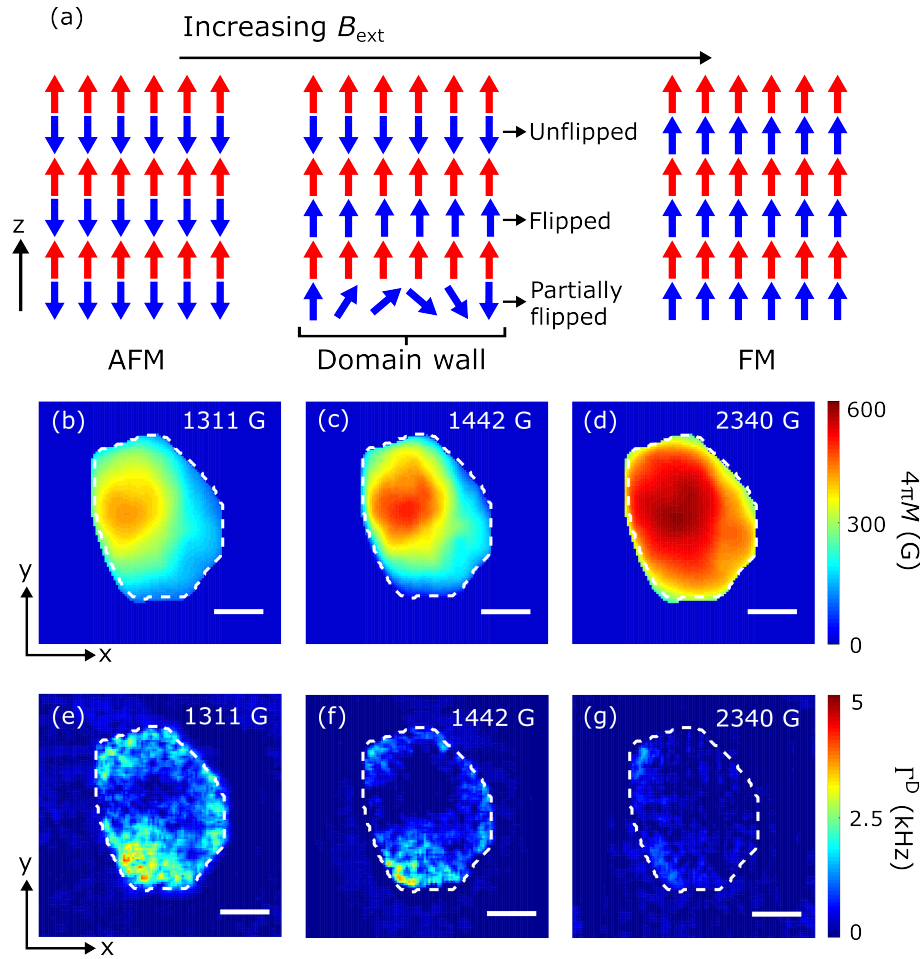 (a)
Increasing B_ext
Unflipped
Flipped
Partially
flipped
z
AFM
Domain wall
FM
(b) 1311 G
(c) 1442 G
(d) 2340 G
600
300
0
4πM (G)
y
x
(e) 1311 G
(f) 1442 G
(g) 2340 G
5
2.5
0
Γ^D (kHz)
y
x